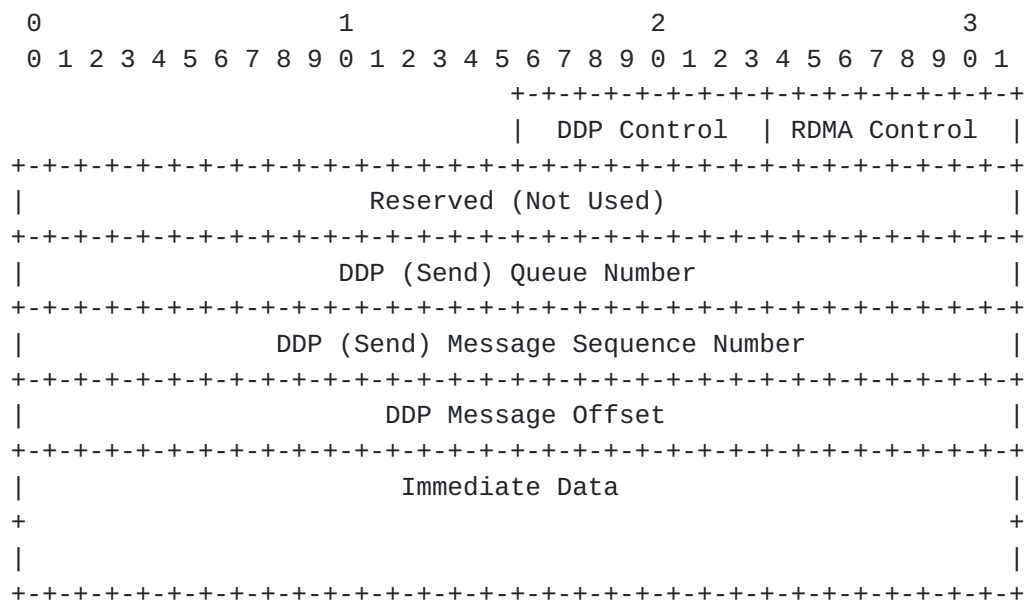 0                   1                   2                   3
 0 1 2 3 4 5 6 7 8 9 0 1 2 3 4 5 6 7 8 9 0 1 2 3 4 5 6 7 8 9 0 1
                                +-+-+-+-+-+-+-+-+-+-+-+-+-+-+-+-+
                                |  DDP Control  | RDMA Control  |
+-+-+-+-+-+-+-+-+-+-+-+-+-+-+-+-+-+-+-+-+-+-+-+-+-+-+-+-+-+-+-+-+
|                      Reserved (Not Used)                      |
+-+-+-+-+-+-+-+-+-+-+-+-+-+-+-+-+-+-+-+-+-+-+-+-+-+-+-+-+-+-+-+-+
|                    DDP (Send) Queue Number                    |
+-+-+-+-+-+-+-+-+-+-+-+-+-+-+-+-+-+-+-+-+-+-+-+-+-+-+-+-+-+-+-+-+
|                DDP (Send) Message Sequence Number             |
+-+-+-+-+-+-+-+-+-+-+-+-+-+-+-+-+-+-+-+-+-+-+-+-+-+-+-+-+-+-+-+-+
|                       DDP Message Offset                      |
+-+-+-+-+-+-+-+-+-+-+-+-+-+-+-+-+-+-+-+-+-+-+-+-+-+-+-+-+-+-+-+-+
|                        Immediate Data                         |
+                                                               +
|                                                               |
+-+-+-+-+-+-+-+-+-+-+-+-+-+-+-+-+-+-+-+-+-+-+-+-+-+-+-+-+-+-+-+-+